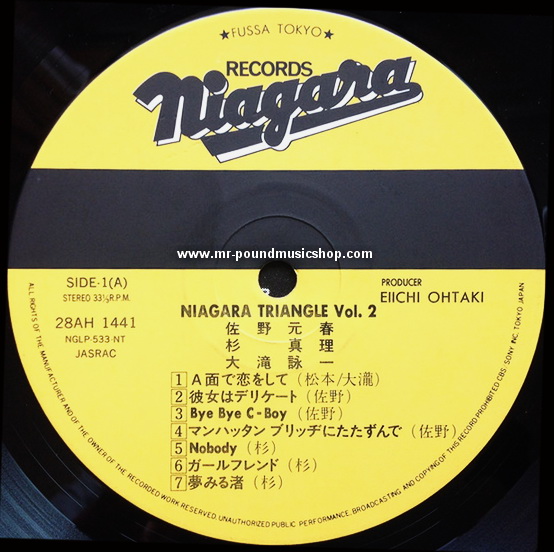 ★FUSSA TOKYO★
RECORDS
Niagara
www.mr-poundmusicshop.com
SIDE-1(A)
STEREO 33⅓R.P.M.
PRODUCER
EIICHI OHTAKI
28AH 1441
NGLP-533-NT
JASRAC
NIAGARA TRIANGLE Vol. 2
佐野元春
杉 真理
大滝詠一
1 A面で恋をして(松本/大瀧)
2 彼女はデリケート(佐野)
3 Bye Bye C-Boy(佐野)
4 マンハッタン ブリッヂにたたずんで(佐野)
5 Nobody(杉)
6 ガールフレンド(杉)
7 夢みる渚(杉)
ALL RIGHTS OF THE MANUFACTURER AND OF THE OWNER OF THE RECORDED WORK RESERVED. UNAUTHORIZED PUBLIC PERFORMANCE, BROADCASTING AND COPYING OF THIS RECORD PROHIBITED CBS/SONY INC. TOKYO JAPAN